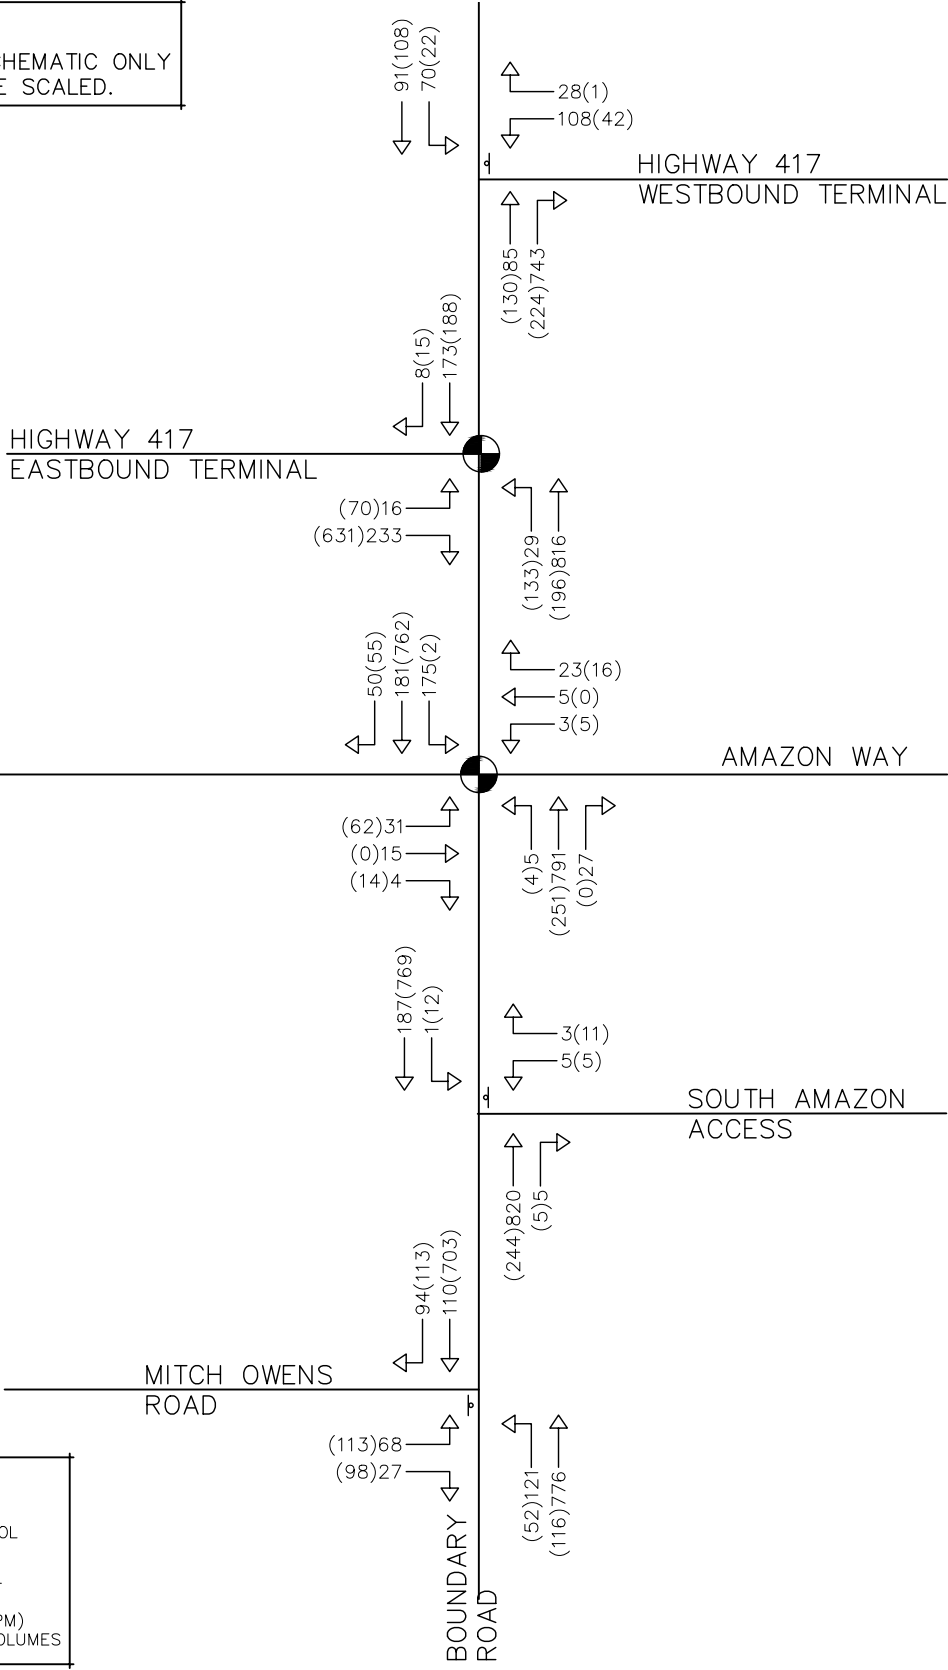 CHEMATIC ONLY
E SCALED.
91(108)
70(22)
28(1)
108(42)
HIGHWAY 417
WESTBOUND TERMINAL
(130)85
(224)743
8(15)
173(188)
HIGHWAY 417
EASTBOUND TERMINAL
(70)16
(631)233
(133)29
(196)816
50(55)
181(762)
175(2)
23(16)
5(0)
3(5)
AMAZON WAY
(62)31
(0)15
(14)4
(4)5
(251)791
(0)27
187(769)
1(12)
3(11)
5(5)
SOUTH AMAZON
ACCESS
(244)820
(5)5
94(113)
110(703)
MITCH OWENS
ROAD
(113)68
(98)27
(52)121
(116)776
BOUNDARY
ROAD
OL
PM)
OLUMES